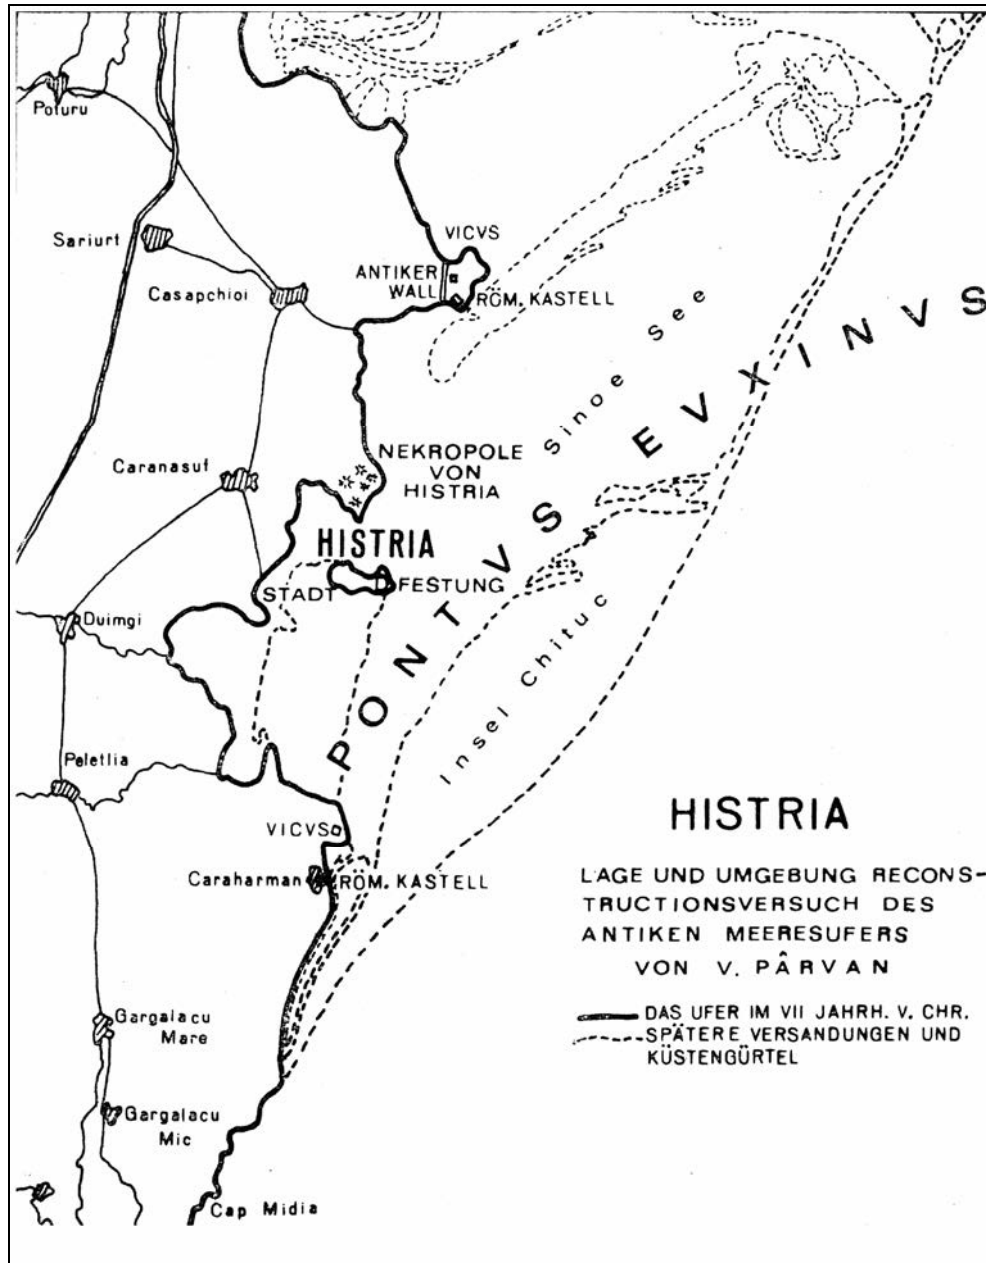 Poturu
Sariurt
VICVS
ANTIKER
WALL
RÖM. KASTELL
Casapchioi
Sinoe See
PONTVS EVXINVS
NEKROPOLE
VON
HISTRIA
Caranasuf
HISTRIA
STADT
FESTUNG
Duimgi
Insel Chituc
Peletlia
VICVS
Caraharman
RÖM. KASTELL
HISTRIA
LAGE UND UMGEBUNG RECONS-
TRUCTIONSVERSUCH DES
ANTIKEN MEERESUFERS
VON V. PÂRVAN
DAS UFER IM VII JAHRH. V. CHR.
SPÄTERE VERSANDUNGEN UND
KÜSTENGÜRTEL
Gargalacu
Mare
Gargalacu
Mic
Cap Midia